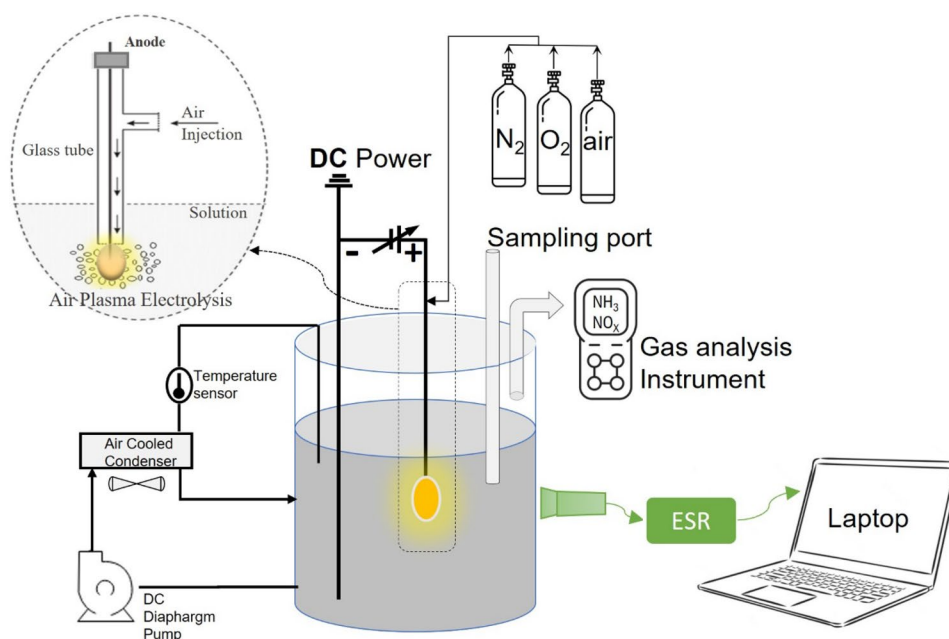 Anode
Air
Injection
Glass tube
Solution
Air Plasma Electrolysis
N2
O2
air
DC Power
-
+
Sampling port
NH3
NOX
Gas analysis
Instrument
Temperature
sensor
Air Cooled
Condenser
ESR
Laptop
DC
Diaphargm
Pump